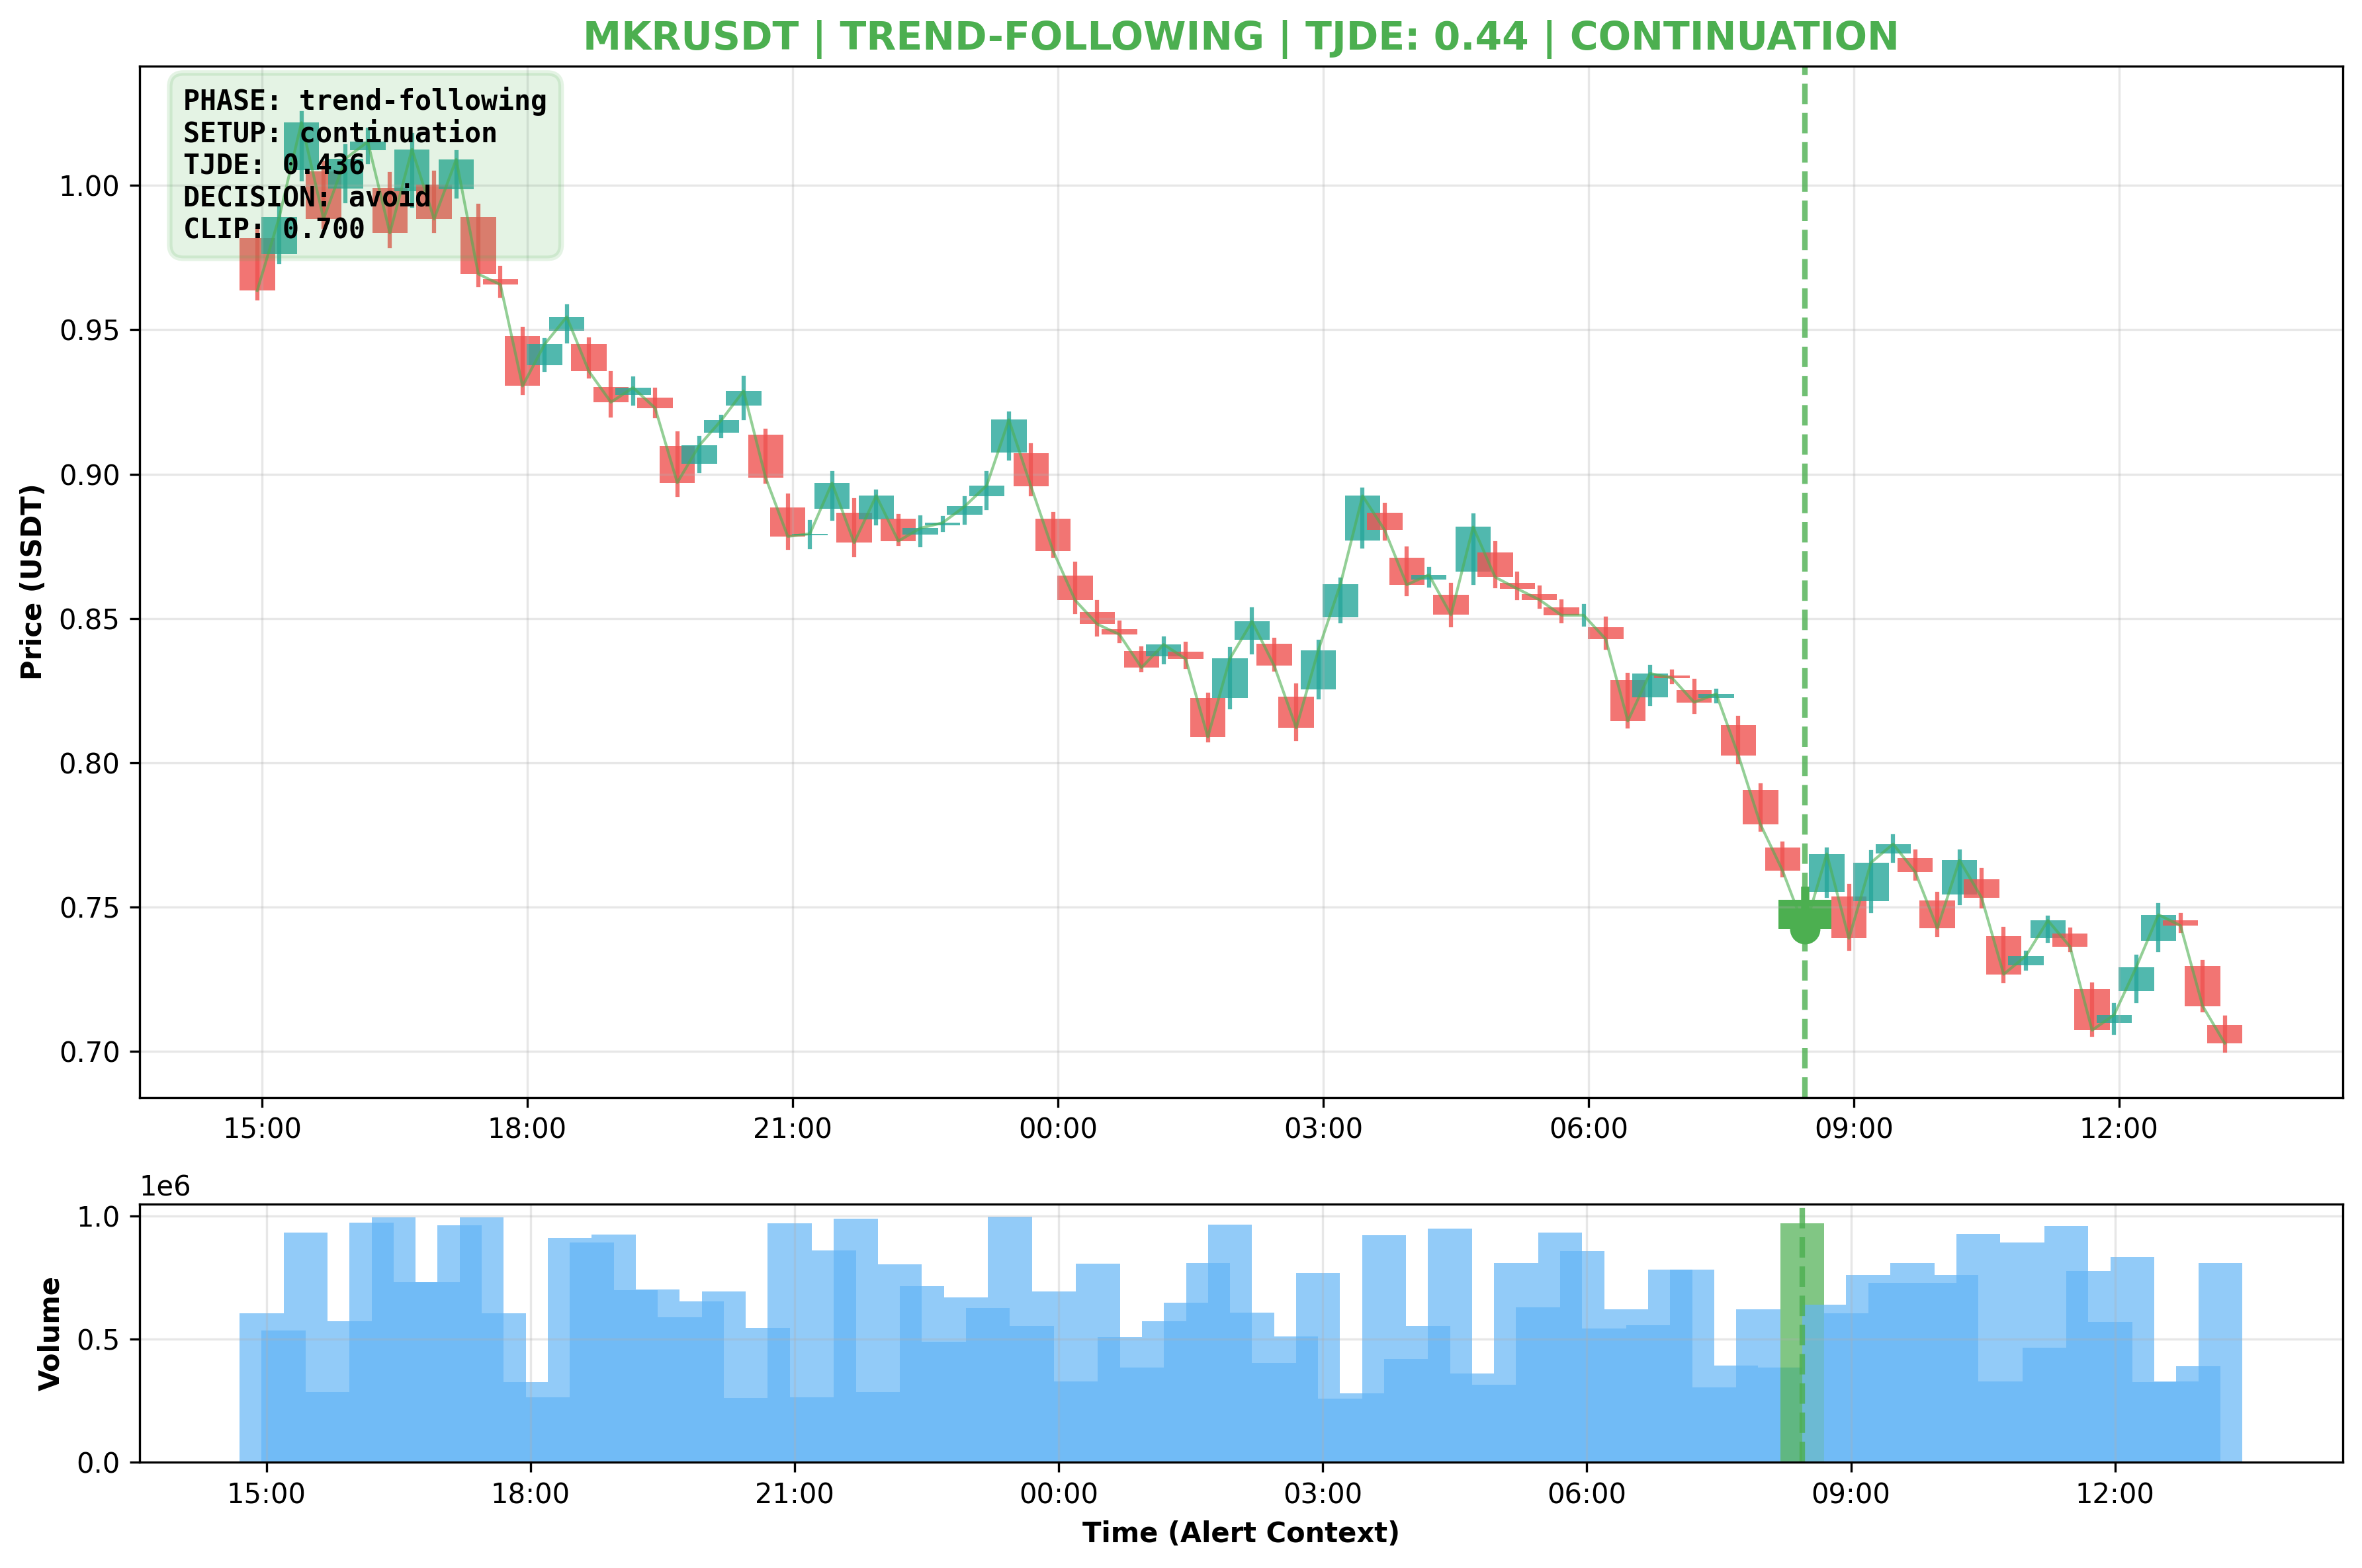 MKRUSDT | TREND-FOLLOWING | TJDE: 0.44 | CONTINUATION
PHASE: trend-following
SETUP: continuation
TJDE: 0.436
DECISION: avoid
CLIP: 0.700
Price (USDT)
1.00
0.95
0.90
0.85
0.80
0.75
0.70
15:00 18:00 21:00 00:00 03:00 06:00 09:00 12:00
1e6
Volume
1.0
0.5
0.0
15:00 18:00 21:00 00:00 03:00 06:00 09:00 12:00
Time (Alert Context)